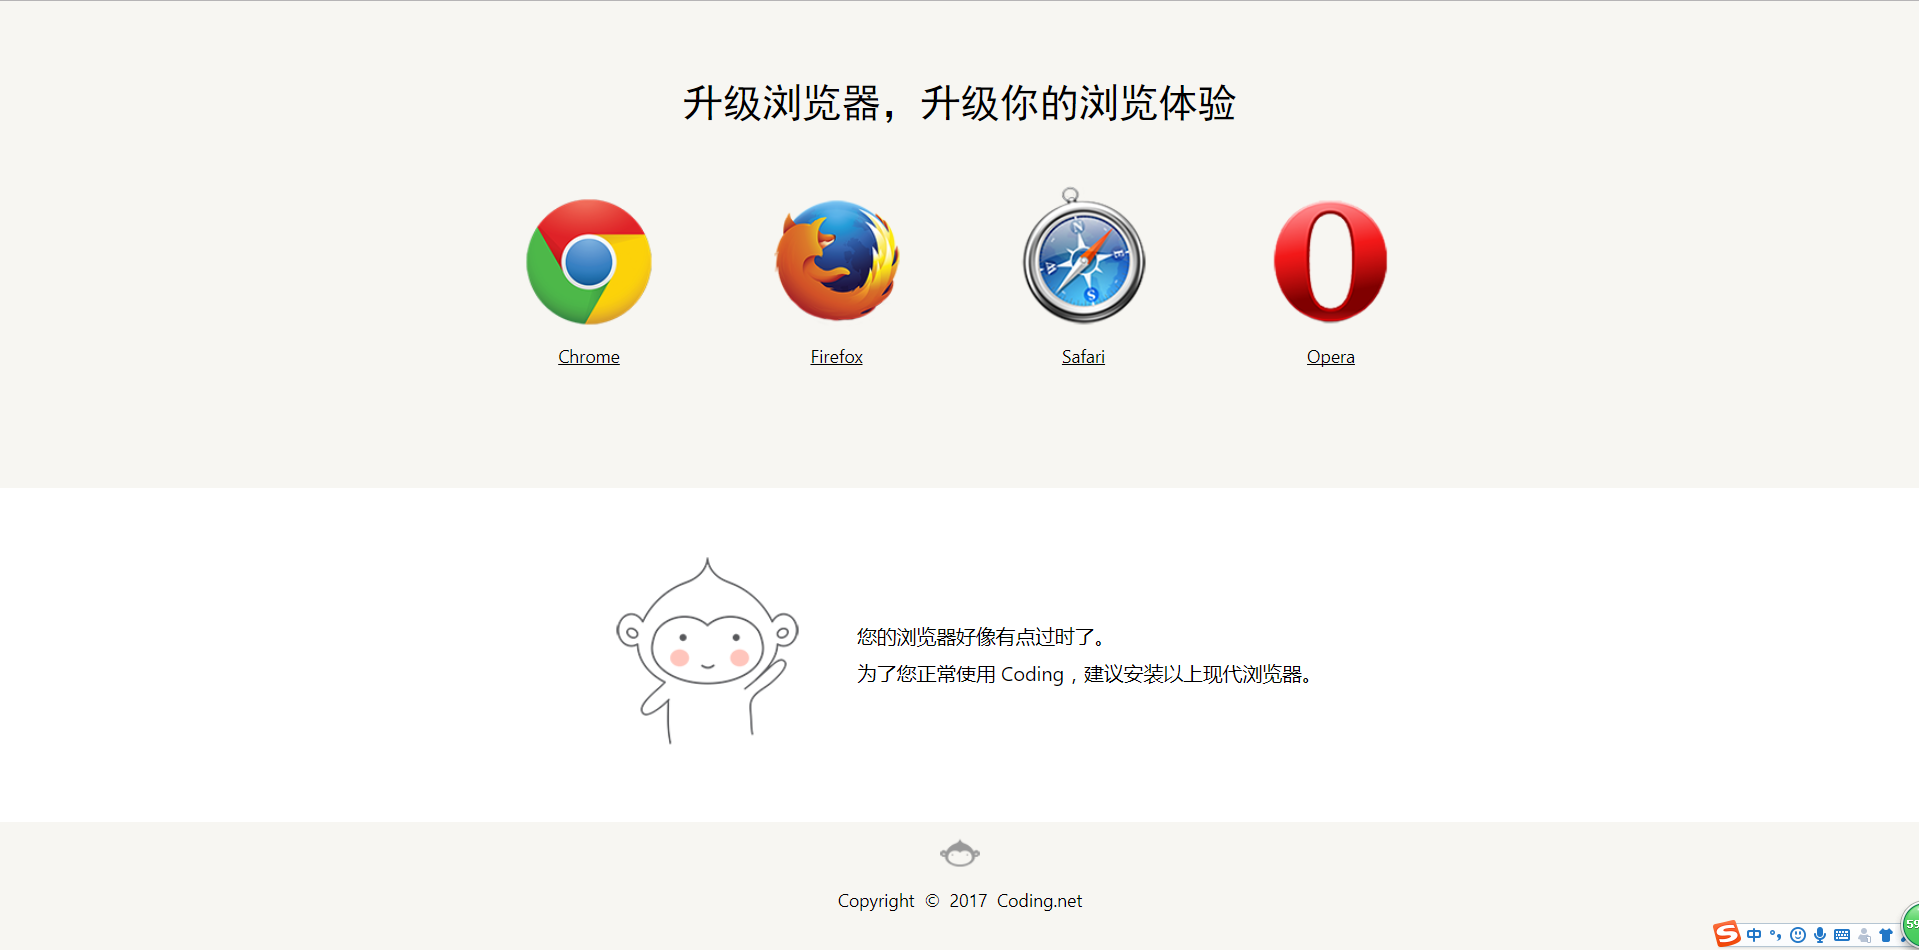 升级浏览器，升级你的浏览体验
Chrome
Firefox
Safari
Opera
您的浏览器好像有点过时了。
为了您正常使用 Coding，建议安装以上现代浏览器。
Copyright © 2017 Coding.net
中
59